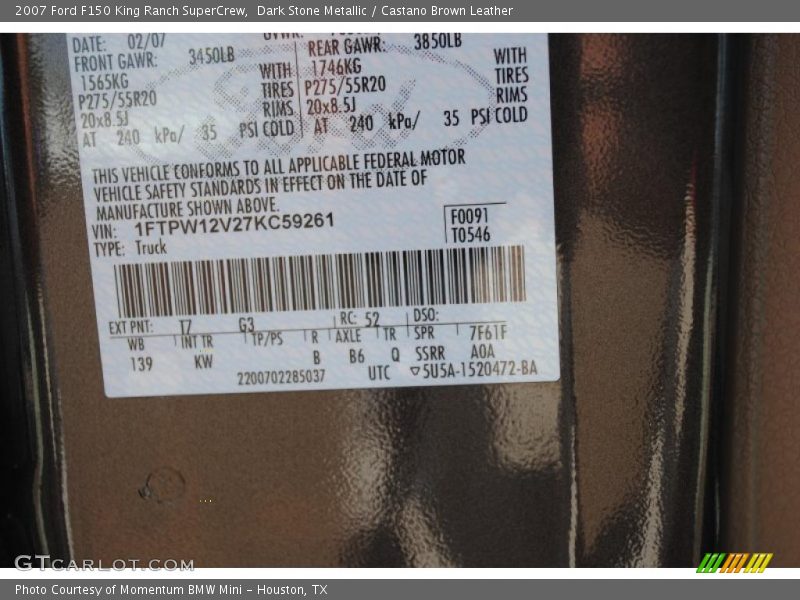 2007 Ford F150 King Ranch SuperCrew, Dark Stone Metallic / Castano Brown Leather
DATE: 02/07
FRONT GAWR: 3450LB
1565KG WITH
P275/55R20 TIRES
20x8.5J RIMS
AT 240 kPa/ 35 PSI COLD
REAR GAWR: 3850LB
1746KG WITH
P275/55R20 TIRES
20x8.5J RIMS
AT 240 kPa/ 35 PSI COLD
THIS VEHICLE CONFORMS TO ALL APPLICABLE FEDERAL MOTOR
VEHICLE SAFETY STANDARDS IN EFFECT ON THE DATE OF
MANUFACTURE SHOWN ABOVE.
VIN: 1FTPW12V27KC59261
TYPE: Truck
F0091
T0546
EXT PNT: T7 G3 RC: 52 DSO:
WB INT TR TP/PS R AXLE TR SPR 7F61F
139 KW B B6 Q SSRR A0A
2200702285037 UTC ▽5U5A-1520472-BA
GTCARLOT.COM
Photo Courtesy of Momentum BMW Mini - Houston, TX